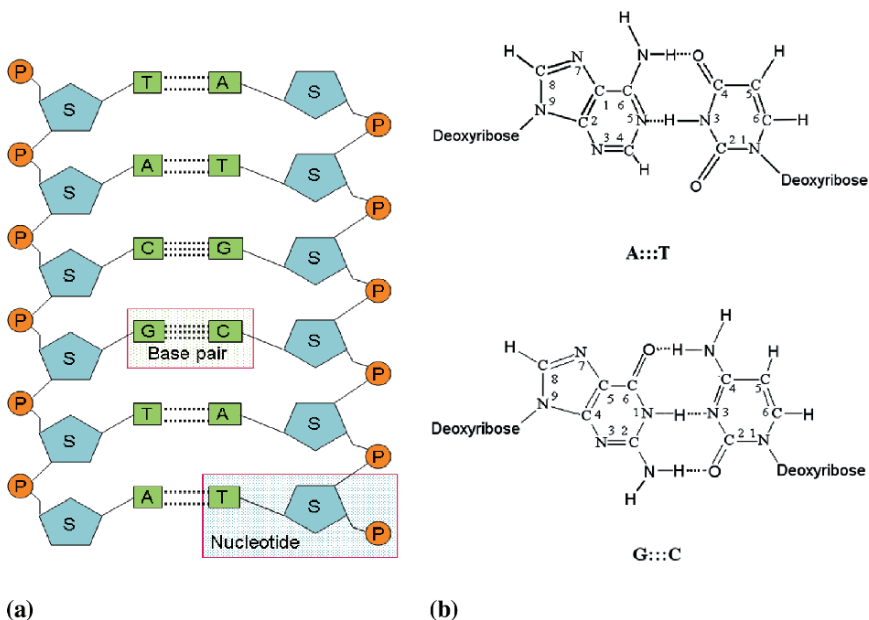 P
S T A S
P
P
S A T S
P
P
S C G S
P
P
S G C S
Base pair
P
P
S T A S
P
P
S A T S
Nucleotide P
(a)
H N H H O H
7 8 4 5
N 9 1 6 N H N 3 6 H
Deoxyribose 2 5
N 3 4 2 1 N
H O Deoxyribose
A:::T
H
H N O H N H
8 7 4 5
N 9 5 6 1 N H N 3 6 H
Deoxyribose 4
N 3 2 2 1 N
N H O Deoxyribose
H
G:::C
(b)